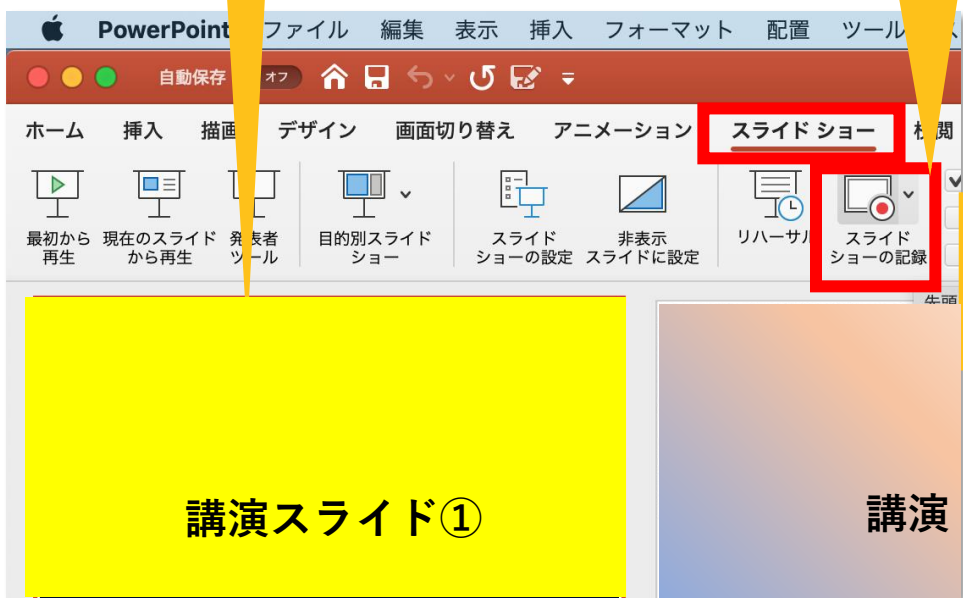 PowerPoint ファイル 編集 表示 挿入 フォーマット 配置 ツール
自動保存 オフ
ホーム 挿入 描画 デザイン 画面切り替え アニメーション スライド ショー 校閲
最初から
再生
現在のスライド
から再生
発表者
ツール
目的別スライド
ショー
スライド
ショーの設定
非表示
スライドに設定
リハーサル
スライド
ショーの記録
先頭
講演スライド①
講演